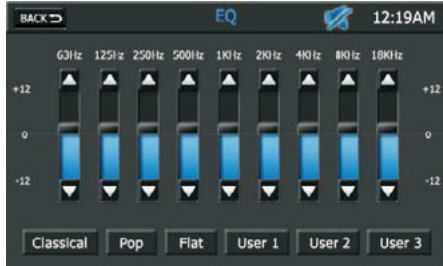 BACK EQ 12:19AM
63Hz 125Hz 250Hz 500Hz 1KHz 2KHz 4KHz 8KHz 18KHz
+12 +12
0 0
-12 -12
Classical Pop Flat User 1 User 2 User 3